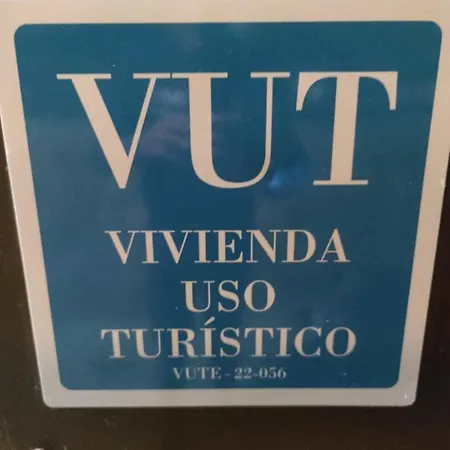 VUT
VIVIENDA
USO
TURÍSTICO
VUTE - 22-056